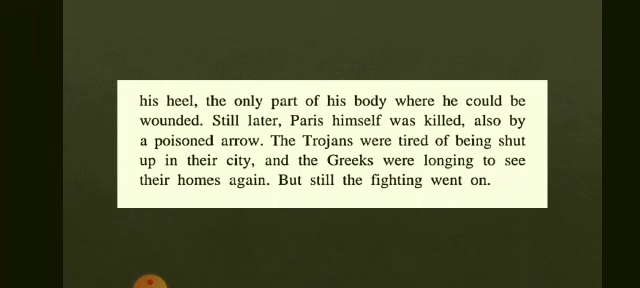 his heel, the only part of his body where he could be
wounded. Still later, Paris himself was killed, also by
a poisoned arrow. The Trojans were tired of being shut
up in their city, and the Greeks were longing to see
their homes again. But still the fighting went on.